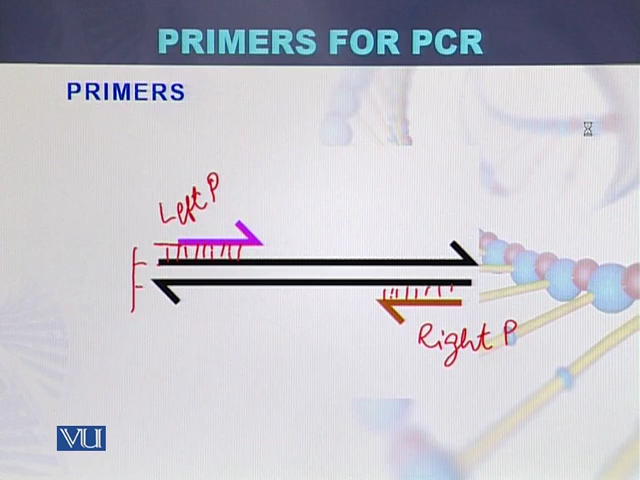 PRIMERS FOR PCR
PRIMERS
Left P
Right P
VU